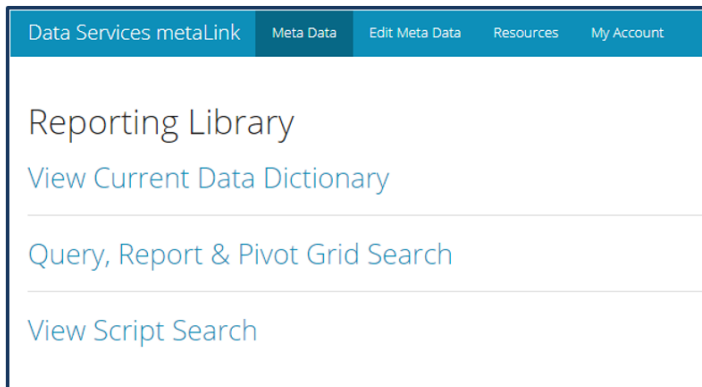 Data Services metaLink Meta Data Edit Meta Data Resources My Account
Reporting Library
View Current Data Dictionary
Query, Report & Pivot Grid Search
View Script Search